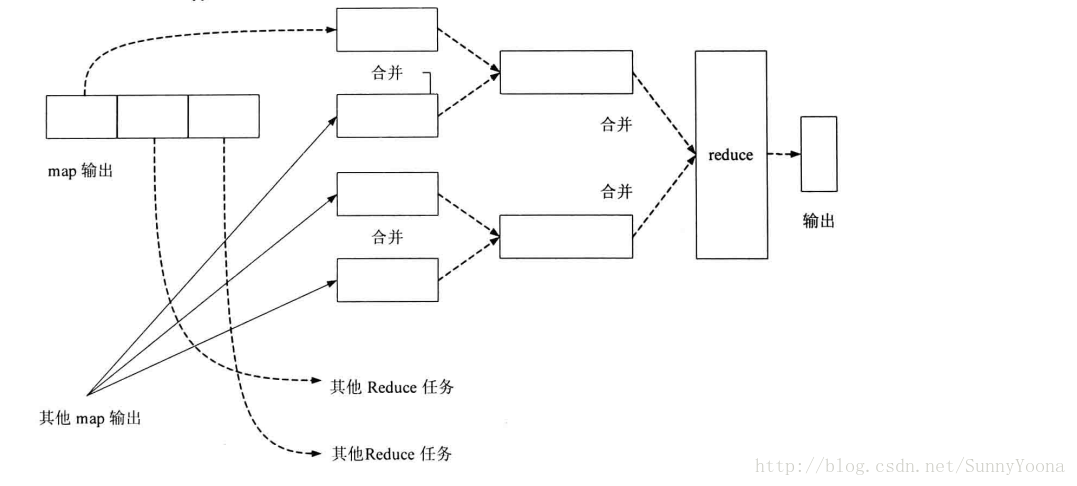 合并
map 输出
合并
reduce
合并
输出
合并
其他 Reduce 任务
其他 map 输出
其他Reduce 任务
http://blog.csdn.net/SunnyYoona